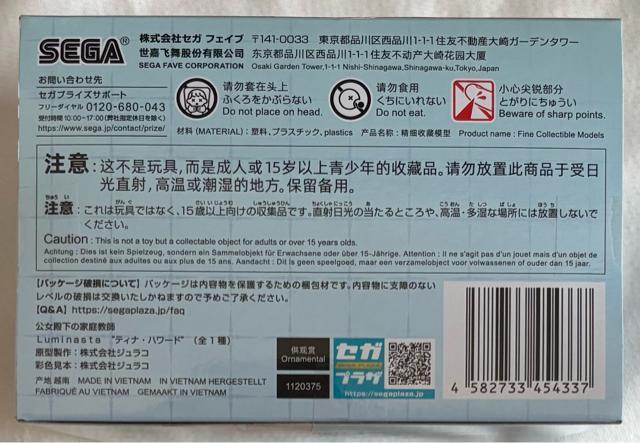 SEGA®
株式会社セガ フェイブ 〒141-0033 東京都品川区西品川1-1-1住友不動産大崎ガーデンタワー
世嘉飞舞股份有限公司 东京都品川区西品川1-1-1住友不动产大崎花园大厦
SEGA FAVE CORPORATION Osaki Garden Tower,1-1-1 Nishi-Shinagawa,Shinagawa-ku,Tokyo,Japan
お問い合わせ先
セガプライズサポート
フリーダイヤル 0120-680-043
受付時間 10:00-17:00(弊社指定休日を除く)
https://www.sega.jp/contact/prize/
请勿套在头上
ふくろをかぶらない
Do not place on head.
请勿食用
くちにいれない
Do not eat.
小心尖锐部分
とがりにちゅうい
Beware of sharp points.
材料 (MATERIAL) : 塑料, プラスチック, plastics 产品名称 : 精细收藏模型 Product name : Fine Collectible Models
注意 : 这不是玩具,而是成人或15岁以上青少年的收藏品。请勿放置此商品于受日
光直射,高温或潮湿的地方。保留备用。
注意 : これは玩具ではなく、15歳以上向けの収集品です。直射日光の当たるところや、高温・多湿な場所には放置しないで
ください。
Caution : This is not a toy but a collectable object for adults or over 15 years olds.
Achtung : Dies ist kein Spielzeug, sondern ein Sammelobjekt für Erwachsene oder über 15-Jährige. Attention : Il ne s'agit pas d'un jouet mais d'un objet de
collection destiné aux adultes ou aux plus de 15 ans. Aandacht : Dit is geen speelgoed, maar een verzamelobject voor volwassenen of ouder dan 15 jaar.
【パッケージ破損について】パッケージは内容物を保護するための梱包材です。内容物に支障のない
レベルの破損は交換いたしかねますので予めご了承ください。
【Q&A】https://segaplaza.jp/faq
公女殿下の家庭教師
Luminasta “ティナ・ハワード” (全1種)
原型製作:株式会社ジュラコ
彩色見本:株式会社ジュラコ
产地 越南 MADE IN VIETNAM IN VIETNAM HERGESTELLT
FABRIQUÉ AU VIETNAM GEMAAKT IN VIETNAM
供观赏
Ornamental
1120375
セガ
プラザ
https://segaplaza.jp
4 582733 454337